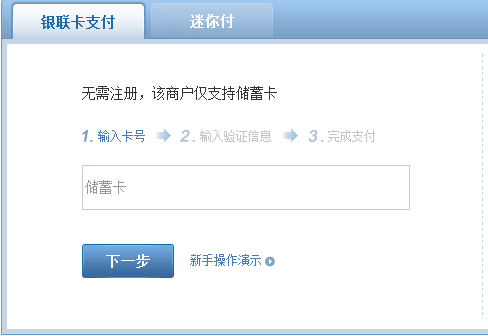 银联卡支付 迷你付
无需注册，该商户仅支持储蓄卡
1. 输入卡号 2. 输入验证信息 3. 完成支付
储蓄卡
下一步 新手操作演示